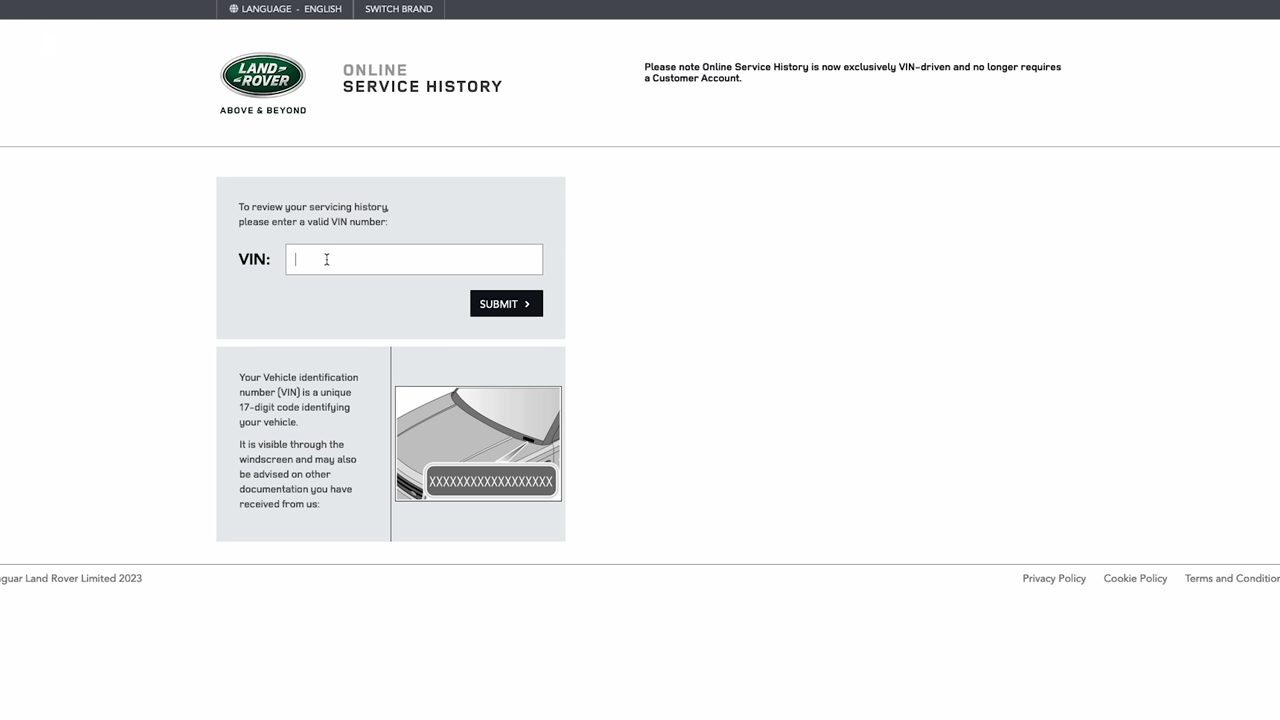 LANGUAGE - ENGLISH
SWITCH BRAND
LAND-
-ROVER
ABOVE & BEYOND
ONLINE
SERVICE HISTORY
Please note Online Service History is now exclusively VIN-driven and no longer requires
a Customer Account.
To review your servicing history,
please enter a valid VIN number:
VIN:
SUBMIT >
Your Vehicle identification
number (VIN) is a unique
17-digit code identifying
your vehicle.
It is visible through the
windscreen and may also
be advised on other
documentation you have
received from us:
XXXXXXXXXXXXXXXXXX
guar Land Rover Limited 2023
Privacy Policy
Cookie Policy
Terms and Condition